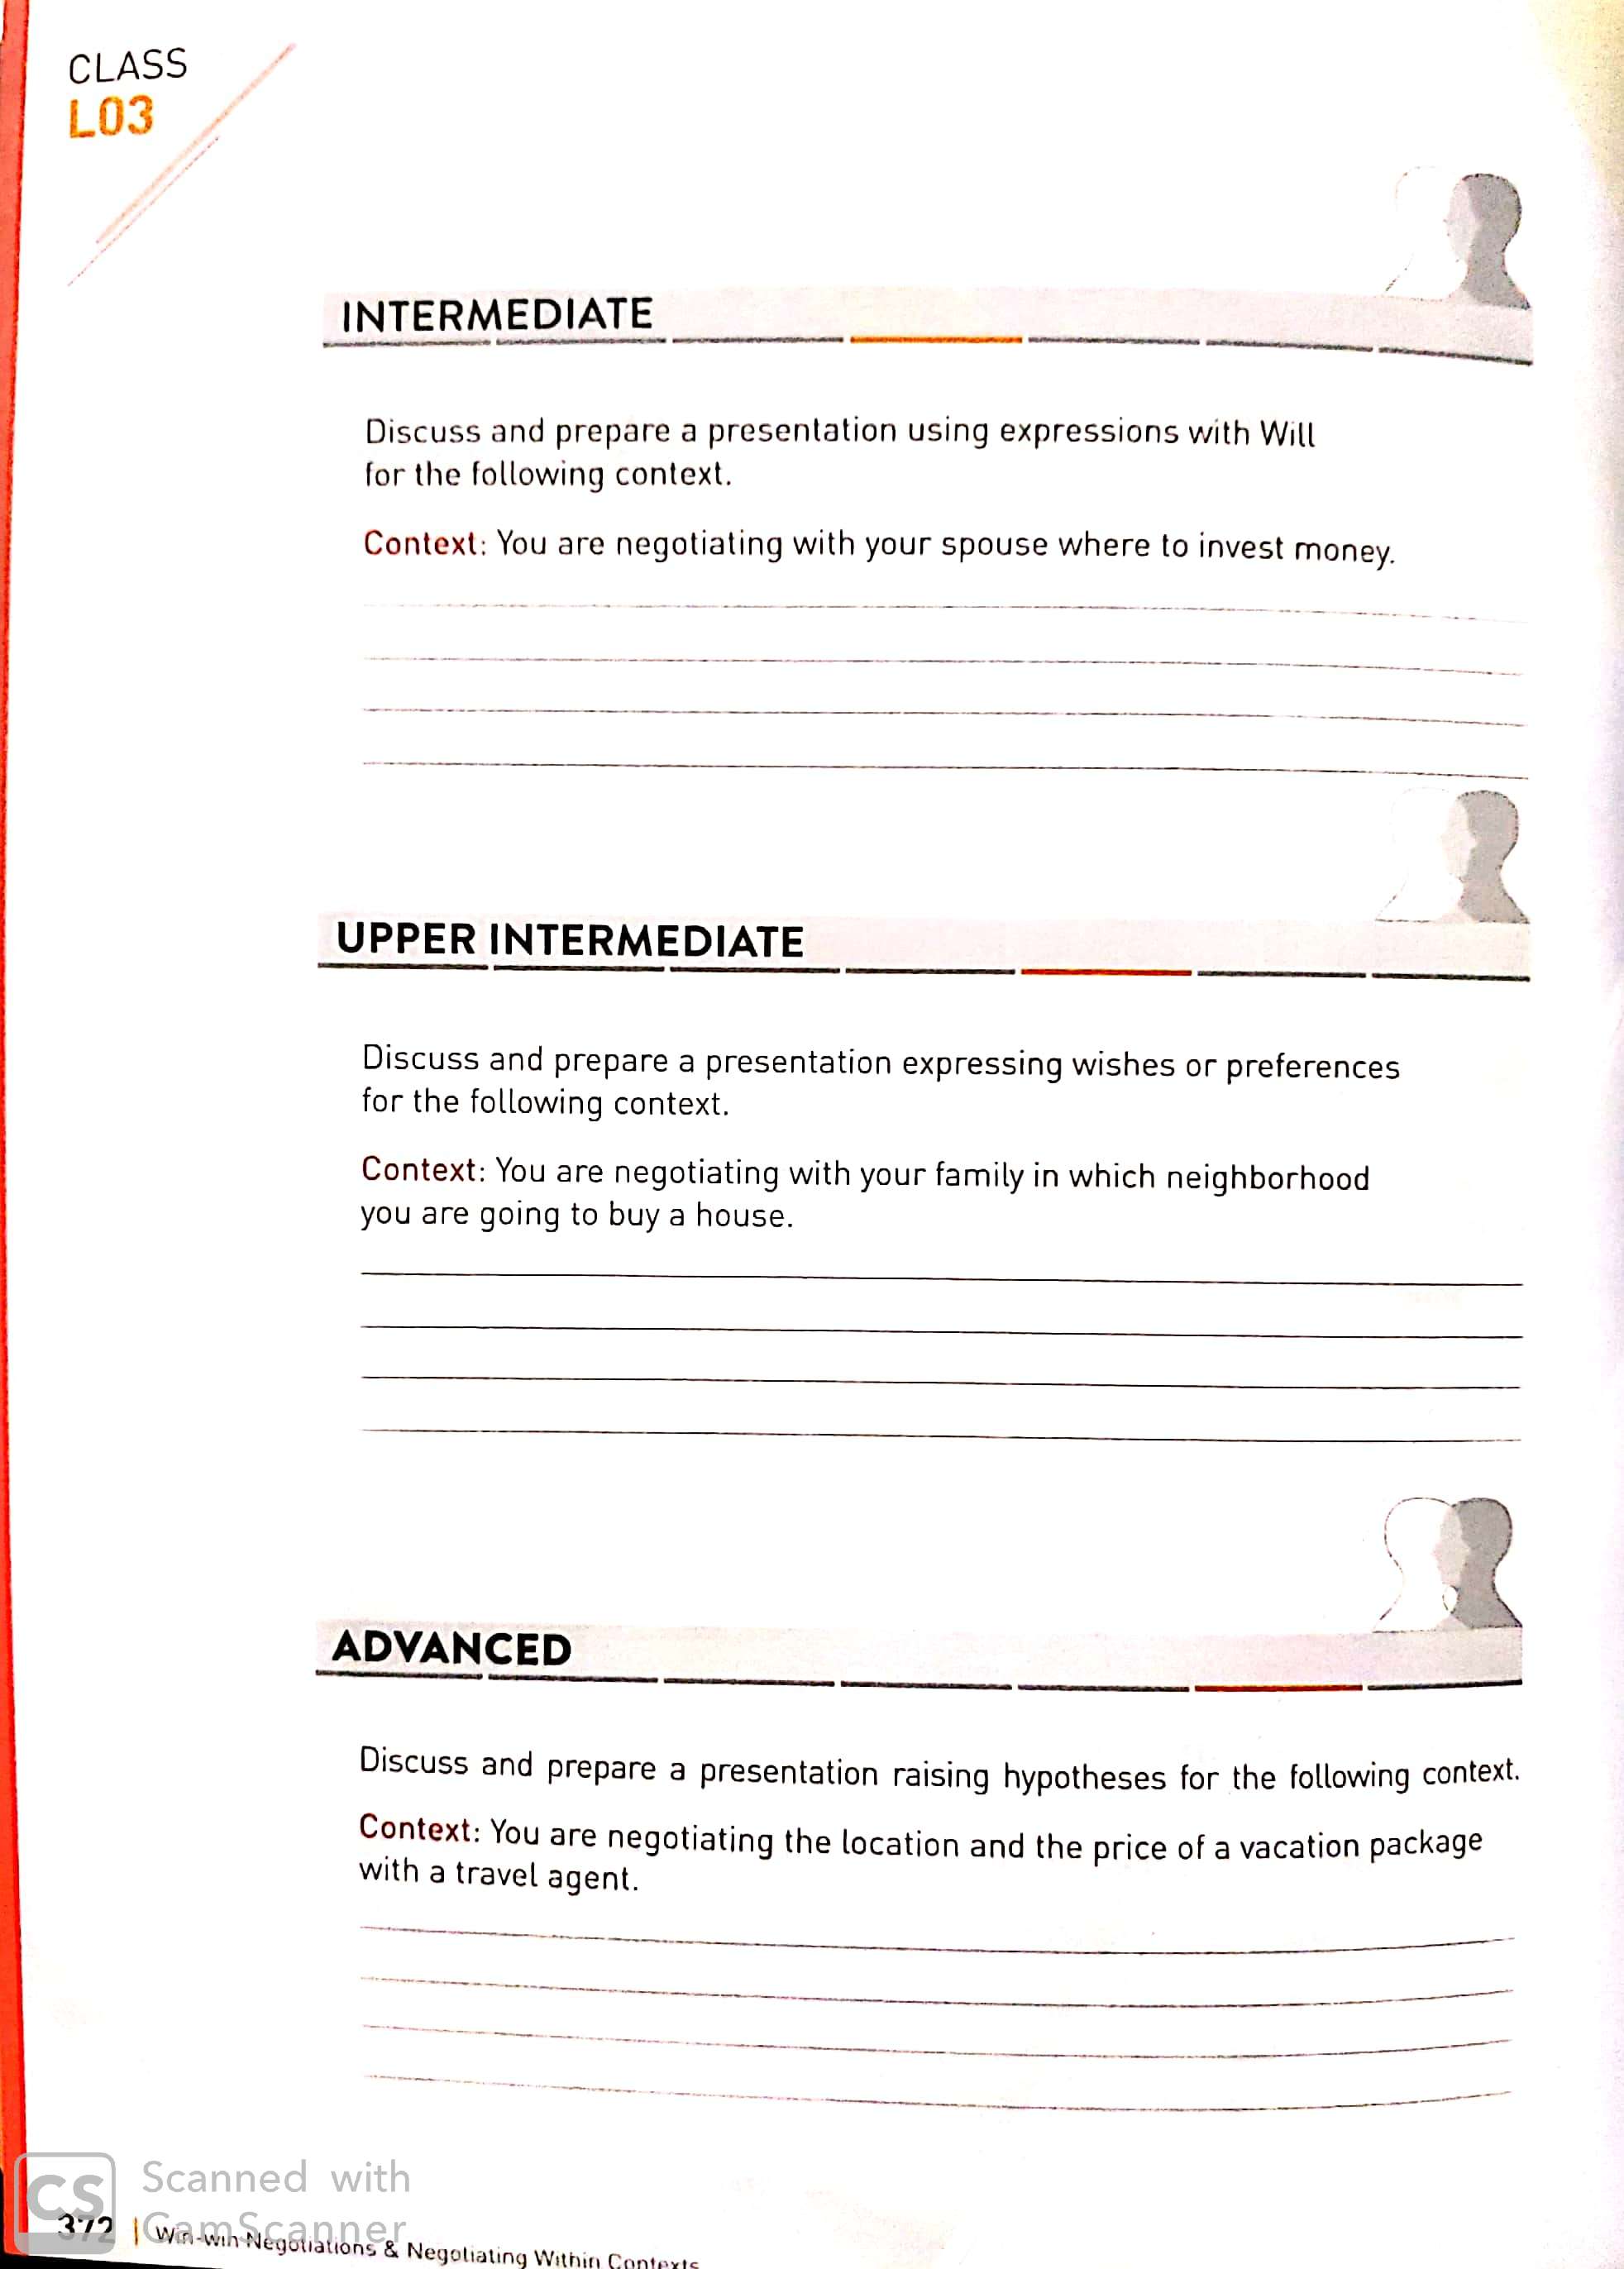 CLASS
L03
INTERMEDIATE
Discuss and prepare a presentation using expressions with Will
for the following context.
Context: You are negotiating with your spouse where to invest money.
UPPER INTERMEDIATE
Discuss and prepare a presentation expressing wishes or preferences
for the following context.
Context: You are negotiating with your family in which neighborhood
you are going to buy a house.
ADVANCED
Discuss and prepare a presentation raising hypotheses for the following context.
Context: You are negotiating the location and the price of a vacation package
with a travel agent.
CS
Scanned with
CamScanner
372 | Win-win Negotiations & Negotiating Within Contexts